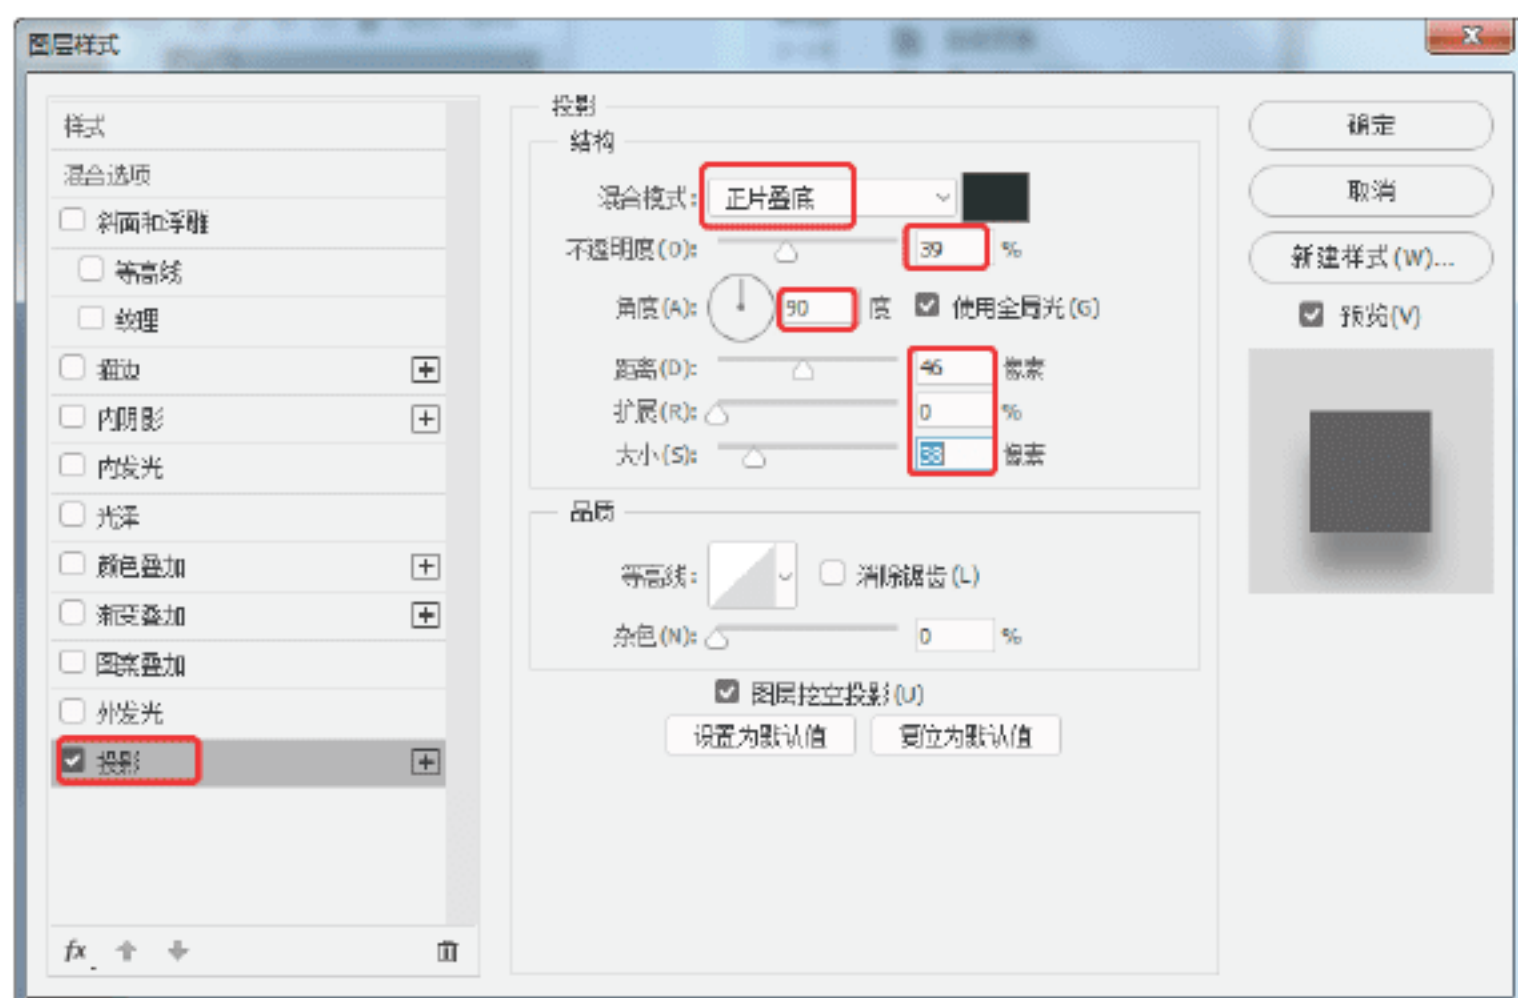 图层样式
样式
混合选项
斜面和浮雕
等高线
纹理
描边
内阴影
内发光
光泽
颜色叠加
渐变叠加
图案叠加
外发光
投影
fx
投影
结构
混合模式: 正片叠底
不透明度(O): 39 %
角度(A): 90 度 使用全局光(G)
距离(D): 46 像素
扩展(R): 0 %
大小(S): 38 像素
品质
等高线: 消除锯齿(L)
杂色(N): 0 %
图层挖空投影(U)
设置为默认值 复位为默认值
确定
取消
新建样式(W)...
预览(V)